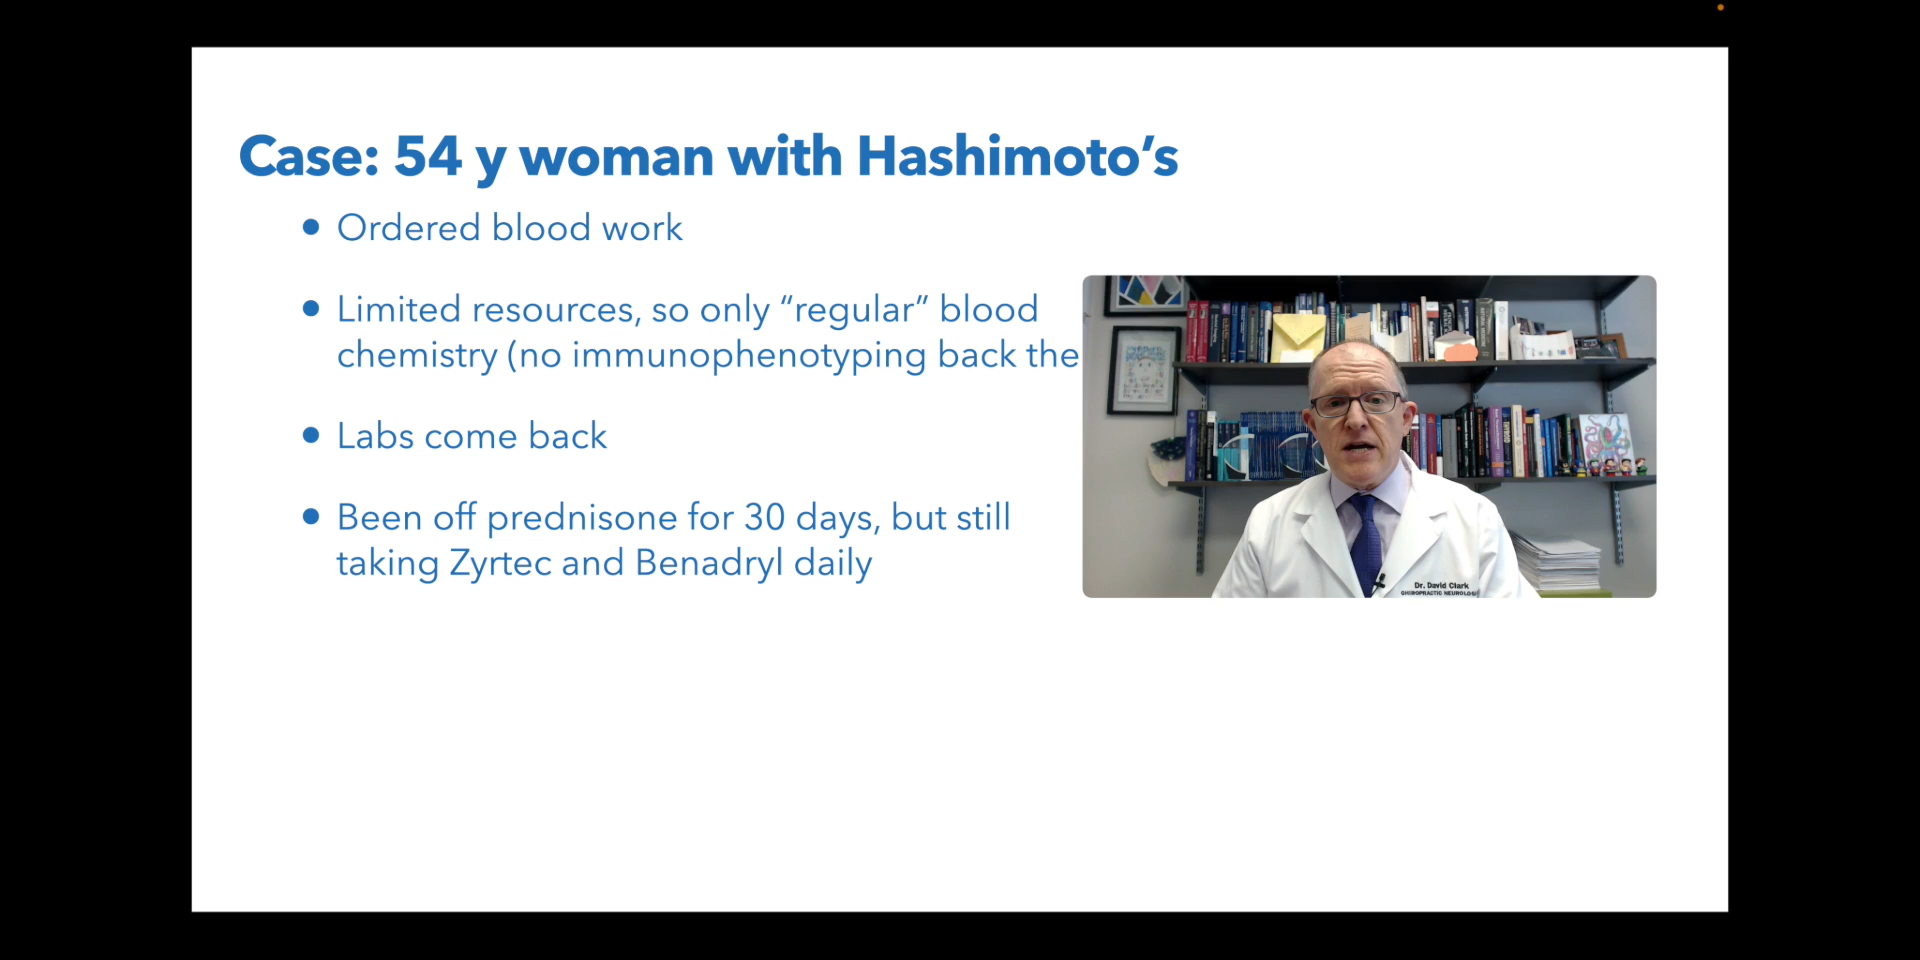 Case: 54 y woman with Hashimoto’s
● Ordered blood work
● Limited resources, so only “regular” blood
chemistry (no immunophenotyping back the
● Labs come back
● Been off prednisone for 30 days, but still
taking Zyrtec and Benadryl daily
Dr. David Clark
CHIROPRACTIC NEUROLOG